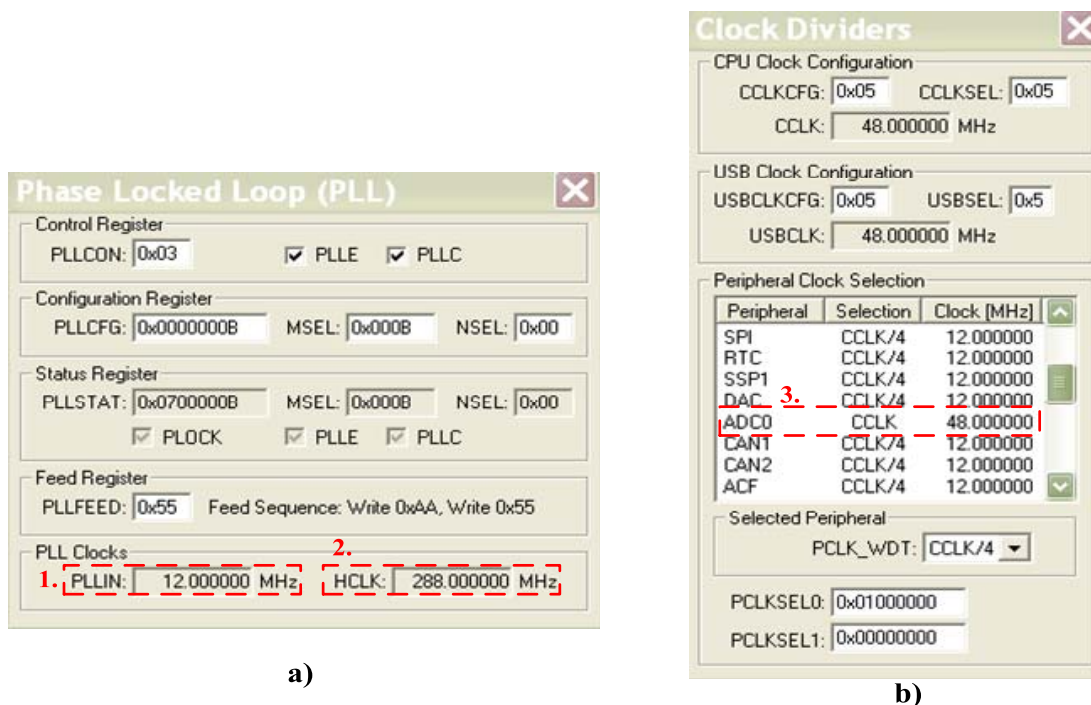 Phase Locked Loop (PLL)
Control Register
PLLCON: 0x03 PLLE PLLC
Configuration Register
PLLCFG: 0x0000000B MSEL: 0x000B NSEL: 0x00
Status Register
PLLSTAT: 0x0700000B MSEL: 0x000B NSEL: 0x00
PLOCK PLLE PLLC
Feed Register
PLLFEED: 0x55 Feed Sequence: Write 0xAA, Write 0x55
PLL Clocks
2.
1. PLLIN: 12.000000 MHz HCLK: 288.000000 MHz
a)
Clock Dividers
CPU Clock Configuration
CCLKCFG: 0x05 CCLKSEL: 0x05
CCLK: 48.000000 MHz
USB Clock Configuration
USBCLKCFG: 0x05 USBSEL: 0x5
USBCLK: 48.000000 MHz
Peripheral Clock Selection
Peripheral Selection Clock [MHz]
SPI CCLK/4 12.000000
RTC CCLK/4 12.000000
SSP1 CCLK/4 12.000000
DAC CCLK/4 12.000000
3.
ADC0 CCLK 48.000000
CAN1 CCLK/4 12.000000
CAN2 CCLK/4 12.000000
ACF CCLK/4 12.000000
Selected Peripheral
PCLK_WDT: CCLK/4
PCLKSEL0: 0x01000000
PCLKSEL1: 0x00000000
b)